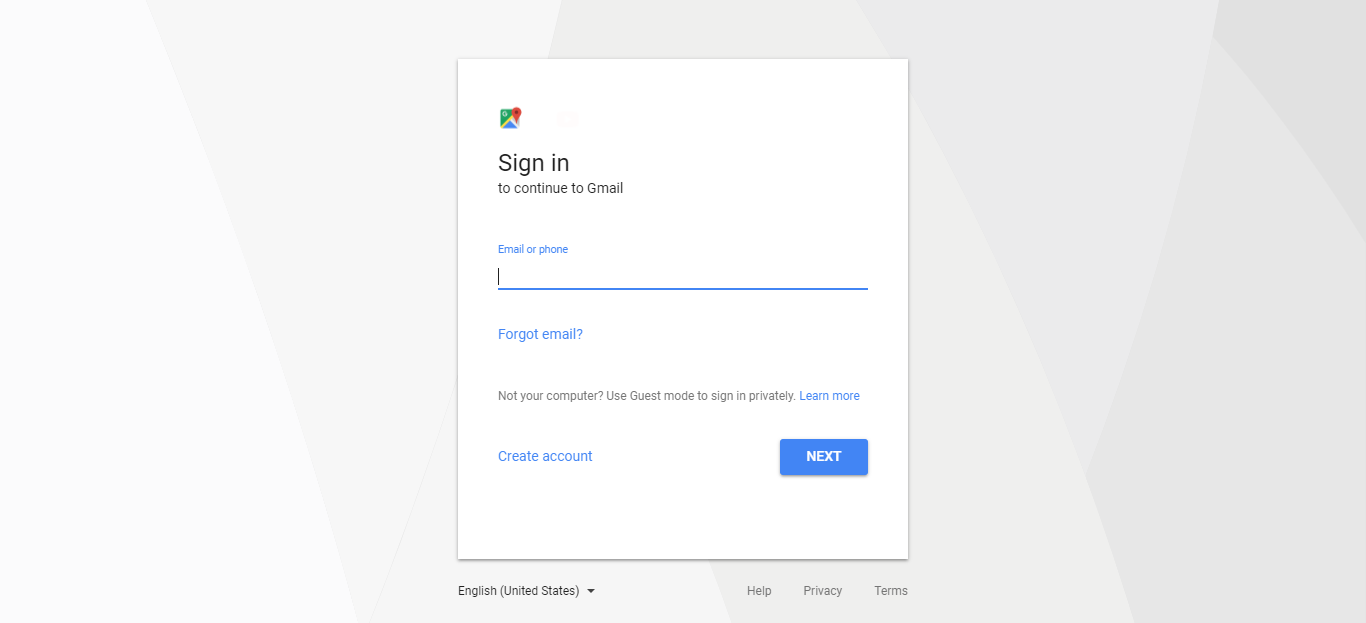 Sign in
to continue to Gmail
Email or phone
Forgot email?
Not your computer? Use Guest mode to sign in privately. Learn more
Create account
NEXT
English (United States)
Help
Privacy
Terms